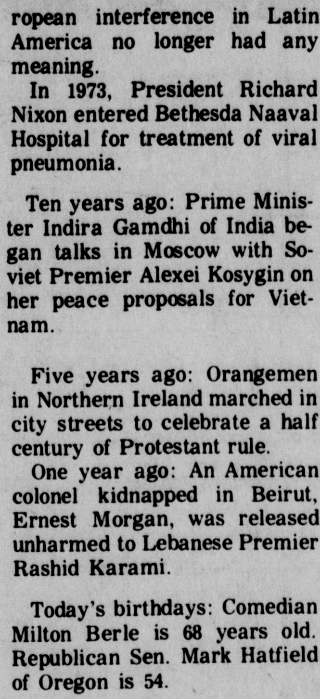 ropean interference in Latin
America no longer had any
meaning.
In 1973, President Richard
Nixon entered Bethesda Naaval
Hospital for treatment of viral
pneumonia.
Ten years ago: Prime Minis-
ter Indira Gamdhi of India be-
gan talks in Moscow with So-
viet Premier Alexei Kosygin on
her peace proposals for Viet-
nam.
Five years ago: Orangemen
in Northern Ireland marched in
city streets to celebrate a half
century of Protestant rule.
One year ago: An American
colonel kidnapped in Beirut,
Ernest Morgan, was released
unharmed to Lebanese Premier
Rashid Karami.
Today's birthdays: Comedian
Milton Berle is 68 years old.
Republican Sen. Mark Hatfield
of Oregon is 54.